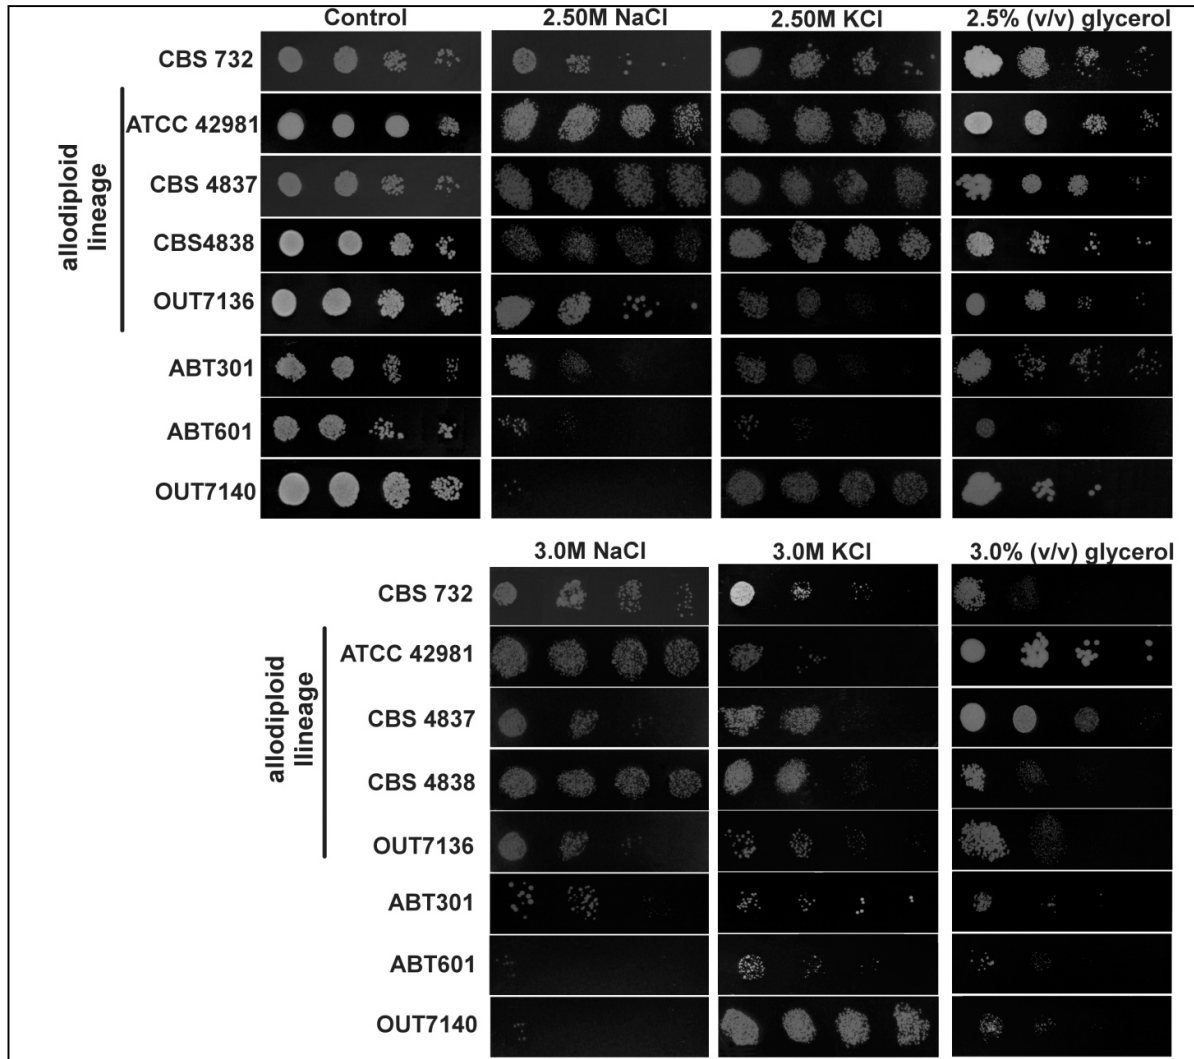 Control 2.50M NaCl 2.50M KCl 2.5% (v/v) glycerol
CBS 732
allodiploid
lineage
ATCC 42981
CBS 4837
CBS4838
OUT7136
ABT301
ABT601
OUT7140
3.0M NaCl 3.0M KCl 3.0% (v/v) glycerol
CBS 732
allodiploid
llineage
ATCC 42981
CBS 4837
CBS 4838
OUT7136
ABT301
ABT601
OUT7140